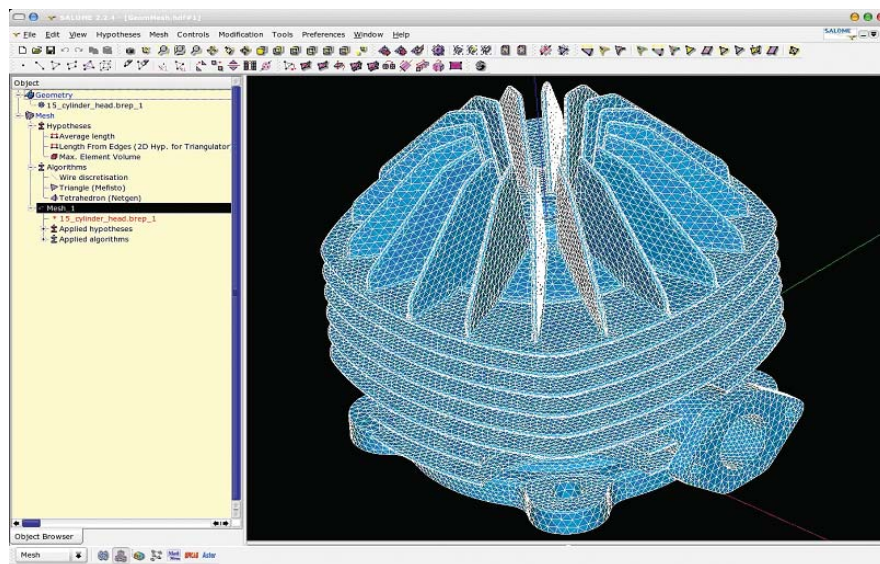 SALOME 2.2.4 - [GeomMesh.hdf#1]
File Edit View Hypotheses Mesh Controls Modification Tools Preferences Window Help
SALOME
Object
Geometry
15_cylinder_head.brep_1
Mesh
Hypotheses
Average length
Length From Edges (2D Hyp. for Triangulator
Max. Element Volume
Algorithms
Wire discretisation
Triangle (Mefisto)
Tetrahedron (Netgen)
Mesh_1
15_cylinder_head.brep_1
Applied hypotheses
Applied algorithms
Object Browser
Mesh
Aster